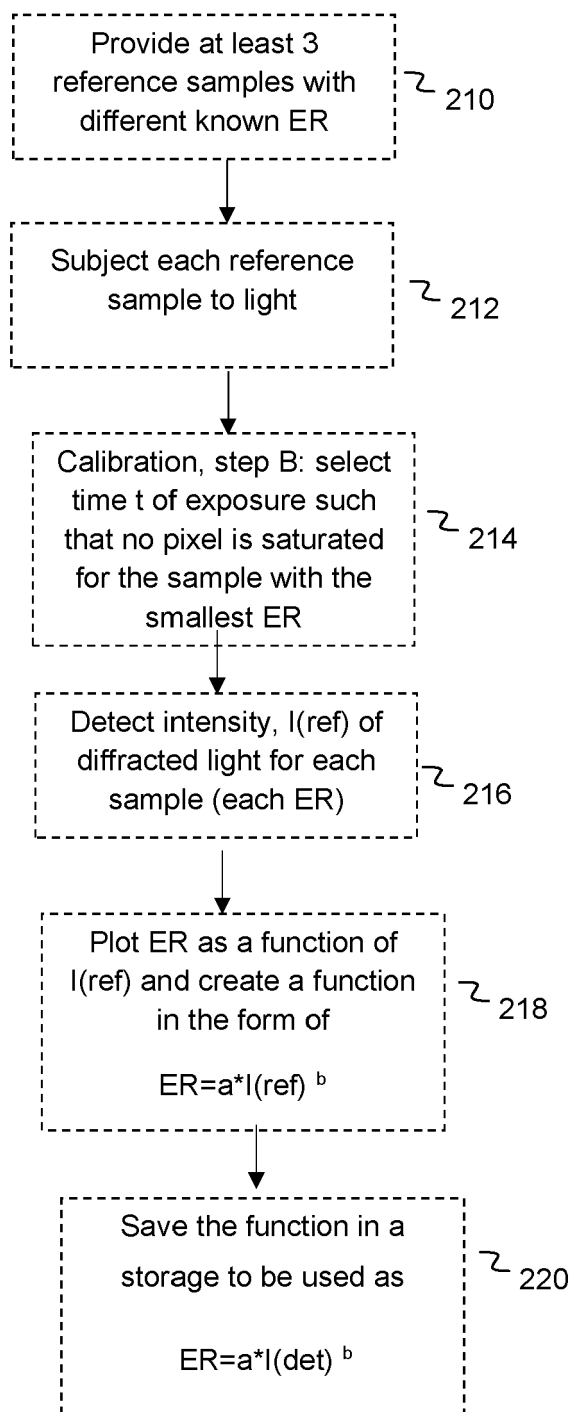 Provide at least 3
reference samples with
different known ER
210
Subject each reference
sample to light
212
Calibration, step B: select
time t of exposure such
that no pixel is saturated
for the sample with the
smallest ER
214
Detect intensity, I(ref) of
diffracted light for each
sample (each ER)
216
Plot ER as a function of
I(ref) and create a function
in the form of
ER=a*I(ref) b
218
Save the function in a
storage to be used as
ER=a*I(det) b
220